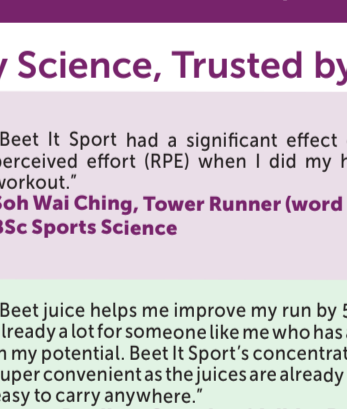 y Science, Trusted by
Beet It Sport had a significant effect
perceived effort (RPE) when I did my h
workout.”
Soh Wai Ching, Tower Runner (word
BSc Sports Science
Beet juice helps me improve my run by 5
already a lot for someone like me who has a
n my potential. Beet It Sport’s concentrat
super convenient as the juices are already
easy to carry anywhere.”